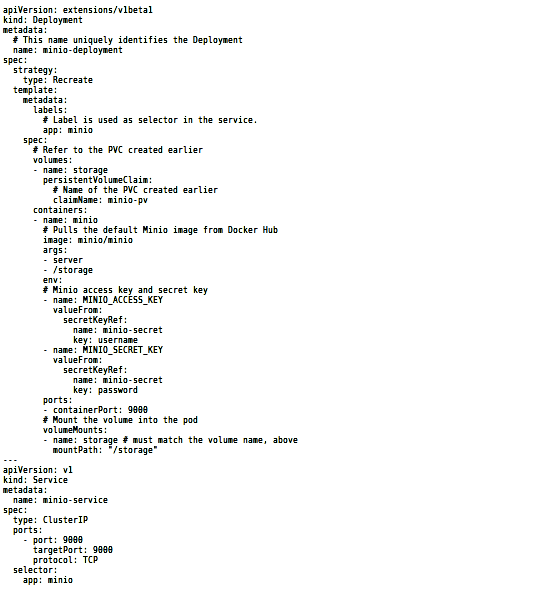 apiVersion: extensions/v1beta1
kind: Deployment
metadata:
  # This name uniquely identifies the Deployment
  name: minio-deployment
spec:
  strategy:
    type: Recreate
  template:
    metadata:
      labels:
        # Label is used as selector in the service.
        app: minio
    spec:
      # Refer to the PVC created earlier
      volumes:
      - name: storage
        persistentVolumeClaim:
          # Name of the PVC created earlier
          claimName: minio-pv
      containers:
      - name: minio
        # Pulls the default Minio image from Docker Hub
        image: minio/minio
        args:
        - server
        - /storage
        env:
        # Minio access key and secret key
        - name: MINIO_ACCESS_KEY
          valueFrom:
            secretKeyRef:
              name: minio-secret
              key: username
        - name: MINIO_SECRET_KEY
          valueFrom:
            secretKeyRef:
              name: minio-secret
              key: password
        ports:
        - containerPort: 9000
        # Mount the volume into the pod
        volumeMounts:
        - name: storage # must match the volume name, above
          mountPath: "/storage"
---
apiVersion: v1
kind: Service
metadata:
  name: minio-service
spec:
  type: ClusterIP
  ports:
    - port: 9000
      targetPort: 9000
      protocol: TCP
  selector:
    app: minio